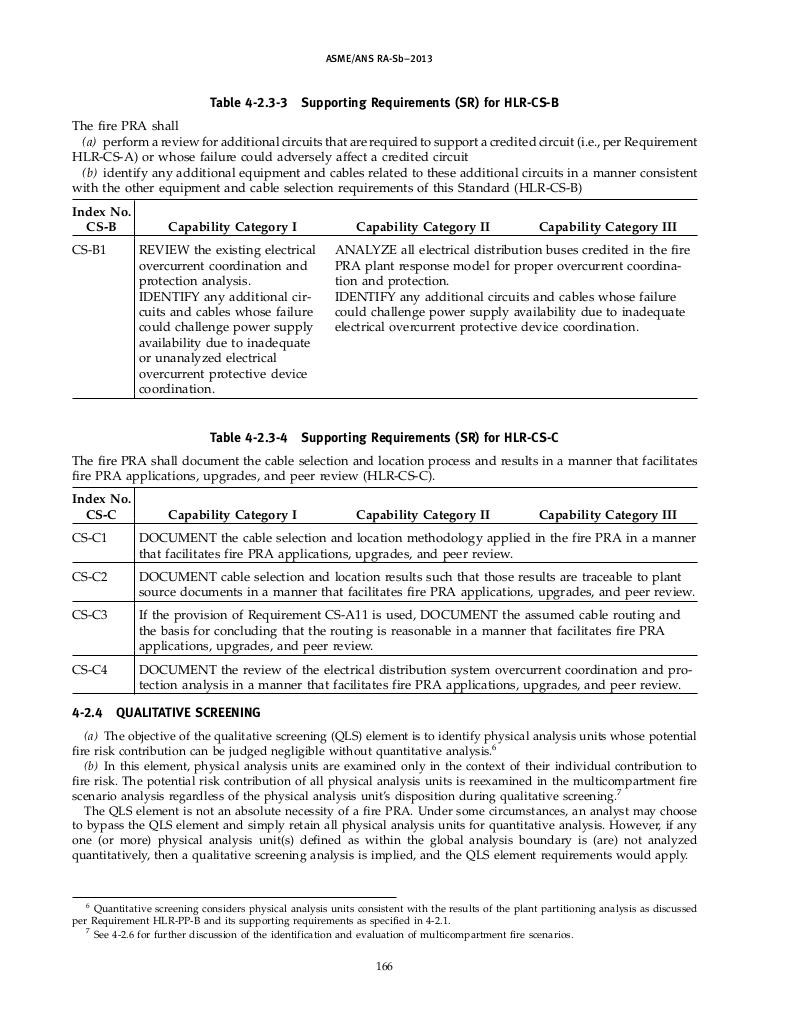 ASME/ANS RA-Sb–2013
Table 4-2.3-3 Supporting Requirements (SR) for HLR-CS-B
The fire PRA shall
(a) perform a review for additional circuits that are required to support a credited circuit (i.e., per Requirement
HLR-CS-A) or whose failure could adversely affect a credited circuit
(b) identify any additional equipment and cables related to these additional circuits in a manner consistent
with the other equipment and cable selection requirements of this Standard (HLR-CS-B)
Index No.
CS-B Capability Category I Capability Category II Capability Category III
CS-B1 REVIEW the existing electrical
overcurrent coordination and
protection analysis.
IDENTIFY any additional cir-
cuits and cables whose failure
could challenge power supply
availability due to inadequate
or unanalyzed electrical
overcurrent protective device
coordination.
ANALYZE all electrical distribution buses credited in the fire
PRA plant response model for proper overcurrent coordina-
tion and protection.
IDENTIFY any additional circuits and cables whose failure
could challenge power supply availability due to inadequate
electrical overcurrent protective device coordination.
Table 4-2.3-4 Supporting Requirements (SR) for HLR-CS-C
The fire PRA shall document the cable selection and location process and results in a manner that facilitates
fire PRA applications, upgrades, and peer review (HLR-CS-C).
Index No.
CS-C Capability Category I Capability Category II Capability Category III
CS-C1 DOCUMENT the cable selection and location methodology applied in the fire PRA in a manner
that facilitates fire PRA applications, upgrades, and peer review.
CS-C2 DOCUMENT cable selection and location results such that those results are traceable to plant
source documents in a manner that facilitates fire PRA applications, upgrades, and peer review.
CS-C3 If the provision of Requirement CS-A11 is used, DOCUMENT the assumed cable routing and
the basis for concluding that the routing is reasonable in a manner that facilitates fire PRA
applications, upgrades, and peer review.
CS-C4 DOCUMENT the review of the electrical distribution system overcurrent coordination and pro-
tection analysis in a manner that facilitates fire PRA applications, upgrades, and peer review.
4-2.4 QUALITATIVE SCREENING
(a) The objective of the qualitative screening (QLS) element is to identify physical analysis units whose potential
fire risk contribution can be judged negligible without quantitative analysis.6
(b) In this element, physical analysis units are examined only in the context of their individual contribution to
fire risk. The potential risk contribution of all physical analysis units is reexamined in the multicompartment fire
scenario analysis regardless of the physical analysis unit's disposition during qualitative screening.7
The QLS element is not an absolute necessity of a fire PRA. Under some circumstances, an analyst may choose
to bypass the QLS element and simply retain all physical analysis units for quantitative analysis. However, if any
one (or more) physical analysis unit(s) defined as within the global analysis boundary is (are) not analyzed
quantitatively, then a qualitative screening analysis is implied, and the QLS element requirements would apply.
6 Quantitative screening considers physical analysis units consistent with the results of the plant partitioning analysis as discussed
per Requirement HLR-PP-B and its supporting requirements as specified in 4-2.1.
7 See 4-2.6 for further discussion of the identification and evaluation of multicompartment fire scenarios.
166